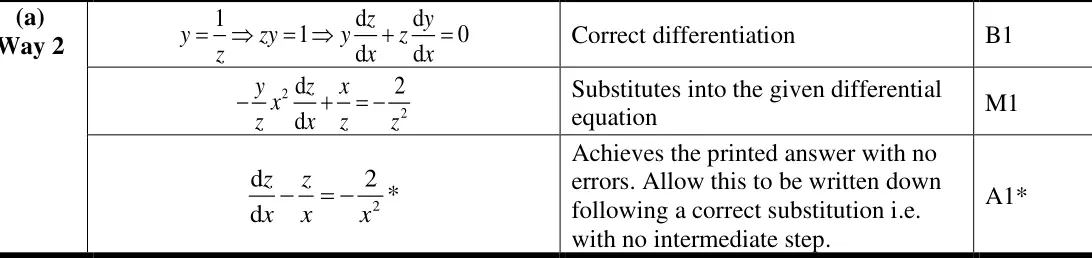 (a)
Way 2
y = 1/z ⇒ zy = 1 ⇒ y dz/dx + z dy/dx = 0
Correct differentiation
B1
−y/z x² dz/dx + x/z = −2/z²
Substitutes into the given differential
equation
M1
dz/dx − z/x = −2/x² *
Achieves the printed answer with no
errors. Allow this to be written down
following a correct substitution i.e.
with no intermediate step.
A1*